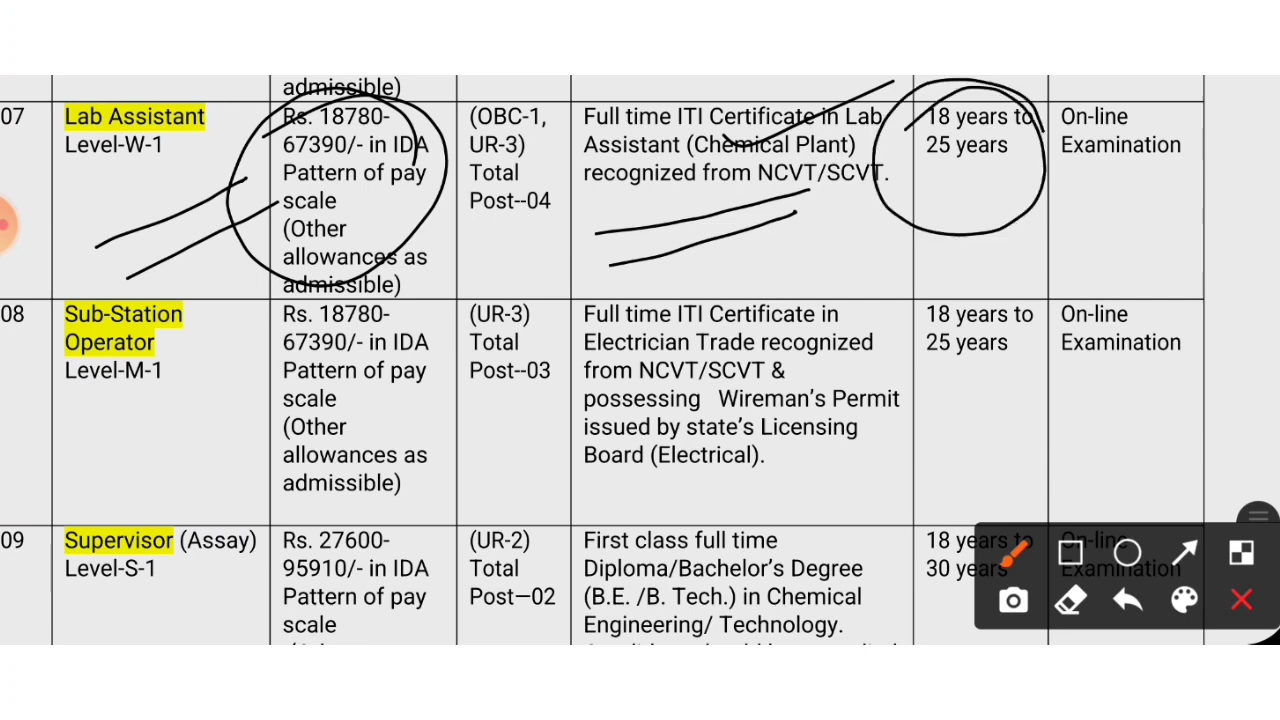 admissible)
07
Lab Assistant
Level-W-1
Rs. 18780-
67390/- in IDA
Pattern of pay
scale
(Other
allowances as
admissible)
(OBC-1,
UR-3)
Total
Post--04
Full time ITI Certificate in Lab
Assistant (Chemical Plant)
recognized from NCVT/SCVT.
18 years to
25 years
On-line
Examination
08
Sub-Station
Operator
Level-M-1
Rs. 18780-
67390/- in IDA
Pattern of pay
scale
(Other
allowances as
admissible)
(UR-3)
Total
Post--03
Full time ITI Certificate in
Electrician Trade recognized
from NCVT/SCVT &
possessing Wireman's Permit
issued by state's Licensing
Board (Electrical).
18 years to
25 years
On-line
Examination
09
Supervisor (Assay)
Level-S-1
Rs. 27600-
95910/- in IDA
Pattern of pay
scale
(UR-2)
Total
Post—02
First class full time
Diploma/Bachelor's Degree
(B.E. /B. Tech.) in Chemical
Engineering/ Technology.
18 years to
30 years
On-line
Examination